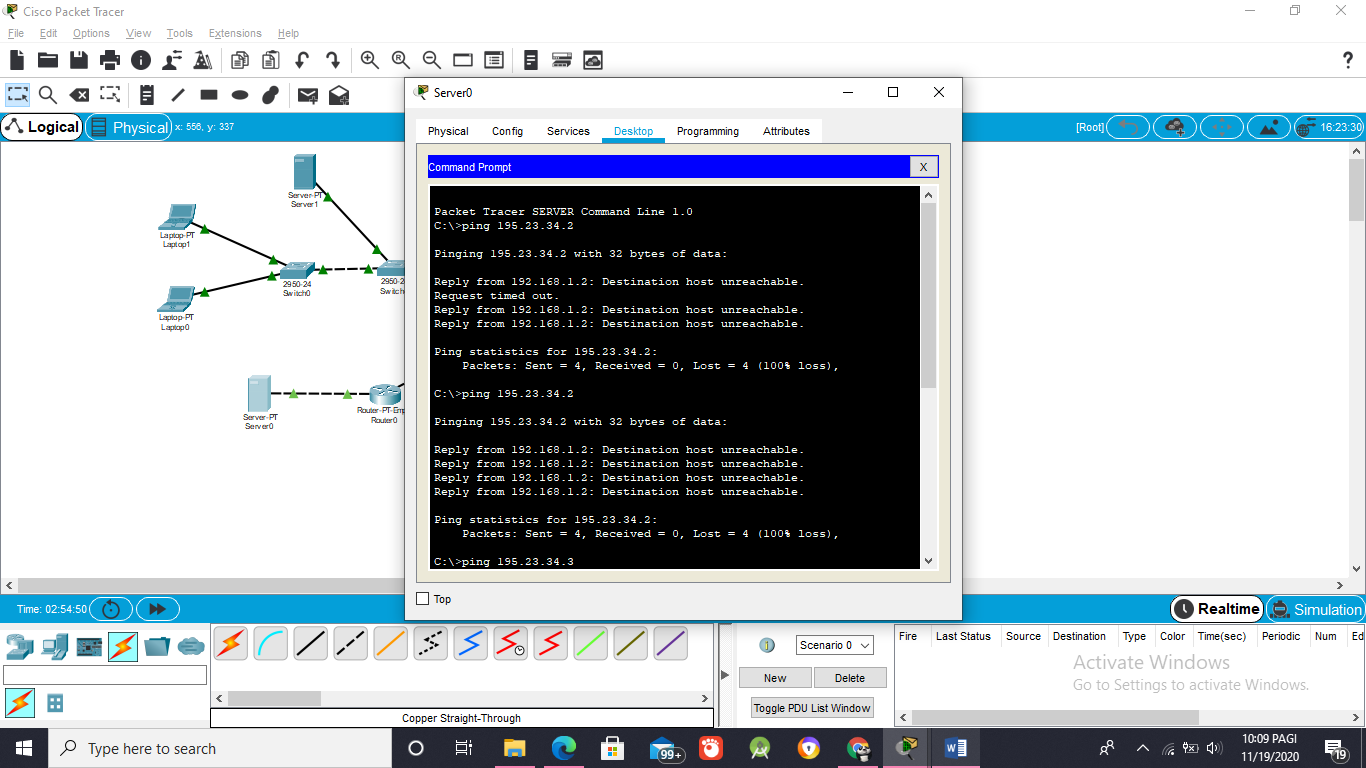 Cisco Packet Tracer
File Edit Options View Tools Extensions Help
Logical Physical x: 556, y: 337
[Root] 16:23:30
Server-PT
Server1
Laptop-PT
Laptop1
2950-24
Switch0
2950-2
Switch
Laptop-PT
Laptop0
Server-PT
Server0
Router-PT-Emp
Router0
Server0
Physical Config Services Desktop Programming Attributes
Command Prompt X
Packet Tracer SERVER Command Line 1.0
C:\>ping 195.23.34.2
Pinging 195.23.34.2 with 32 bytes of data:
Reply from 192.168.1.2: Destination host unreachable.
Request timed out.
Reply from 192.168.1.2: Destination host unreachable.
Reply from 192.168.1.2: Destination host unreachable.
Ping statistics for 195.23.34.2:
Packets: Sent = 4, Received = 0, Lost = 4 (100% loss),
C:\>ping 195.23.34.2
Pinging 195.23.34.2 with 32 bytes of data:
Reply from 192.168.1.2: Destination host unreachable.
Reply from 192.168.1.2: Destination host unreachable.
Reply from 192.168.1.2: Destination host unreachable.
Reply from 192.168.1.2: Destination host unreachable.
Ping statistics for 195.23.34.2:
Packets: Sent = 4, Received = 0, Lost = 4 (100% loss),
C:\>ping 195.23.34.3
Top
Time: 02:54:50
Realtime Simulation
Scenario 0
New Delete
Toggle PDU List Window
Fire Last Status Source Destination Type Color Time(sec) Periodic Num Ed
Activate Windows
Go to Settings to activate Windows.
Copper Straight-Through
Type here to search
99+
10:09 PAGI
11/19/2020
19